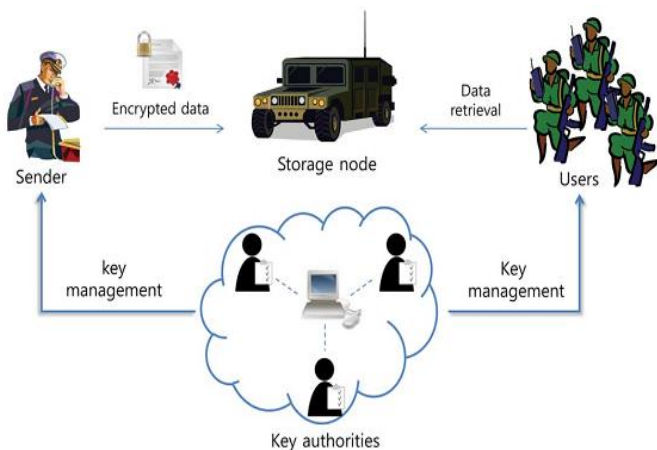 Encrypted data
Data
retrieval
Sender
Storage node
Users
key
management
Key
management
Key authorities